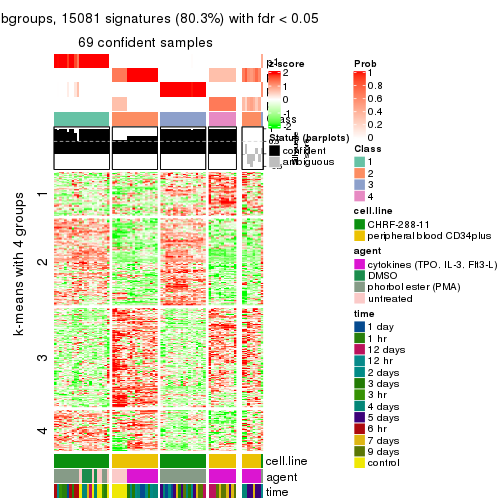 bgroups, 15081 signatures (80.3%) with fdr < 0.05
69 confident samples
z-score
2
1
0
-1
-2
Status (barplots)
confident
ambiguous
Prob
1
0.8
0.6
0.4
0.2
0
Class
1
2
3
4
cell.line
CHRF-288-11
peripheral blood CD34plus
agent
cytokines (TPO, IL-3, Flt3-L)
DMSO
phorbol ester (PMA)
untreated
time
1 day
1 hr
12 days
12 hr
2 days
3 days
3 hr
4 days
5 days
6 hr
7 days
9 days
control
k-means with 4 groups
1
2
3
4
cell.line
agent
time